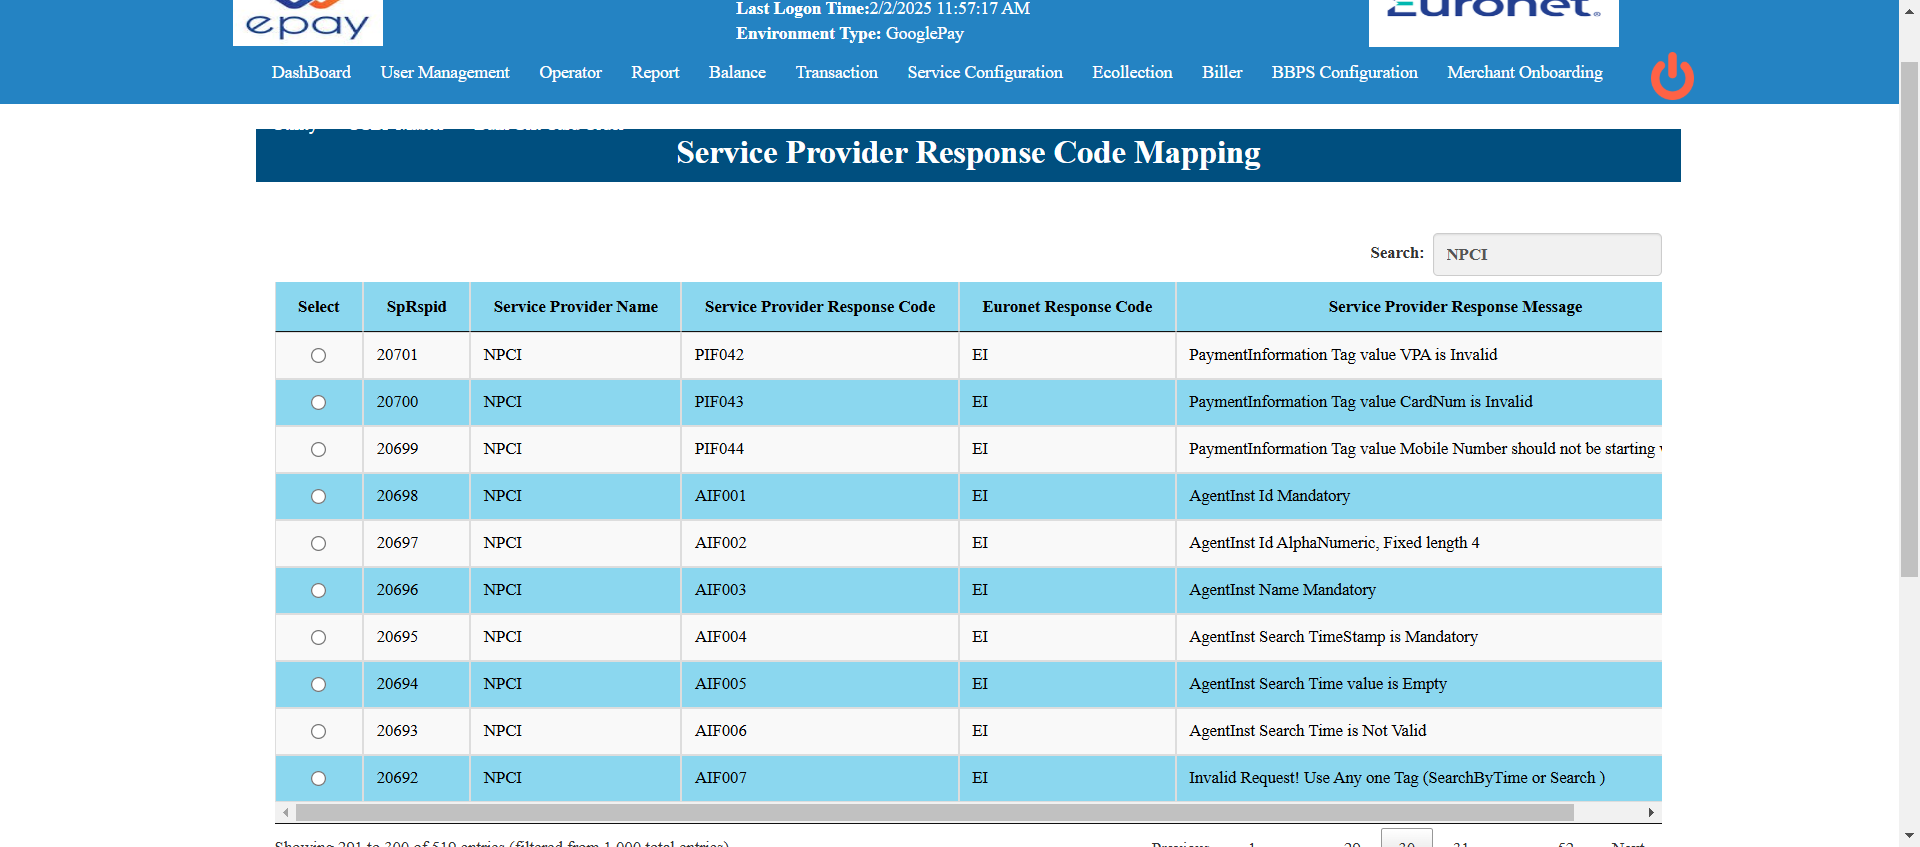 epay
Last Logon Time:2/2/2025 11:57:17 AM
Euronet
Environment Type: GooglePay
DashBoard User Management Operator Report Balance Transaction Service Configuration Ecollection Biller BBPS Configuration Merchant Onboarding
Service Provider Response Code Mapping
Search: NPCI
Select SpRspid Service Provider Name Service Provider Response Code Euronet Response Code Service Provider Response Message
20701 NPCI PIF042 EI PaymentInformation Tag value VPA is Invalid
20700 NPCI PIF043 EI PaymentInformation Tag value CardNum is Invalid
20699 NPCI PIF044 EI PaymentInformation Tag value Mobile Number should not be starting
20698 NPCI AIF001 EI AgentInst Id Mandatory
20697 NPCI AIF002 EI AgentInst Id AlphaNumeric, Fixed length 4
20696 NPCI AIF003 EI AgentInst Name Mandatory
20695 NPCI AIF004 EI AgentInst Search TimeStamp is Mandatory
20694 NPCI AIF005 EI AgentInst Search Time value is Empty
20693 NPCI AIF006 EI AgentInst Search Time is Not Valid
20692 NPCI AIF007 EI Invalid Request! Use Any one Tag (SearchByTime or Search )
Showing 291 to 300 of 519 entries (filtered from 1,000 total entries)
Previous 1 29 30 31 52 Next